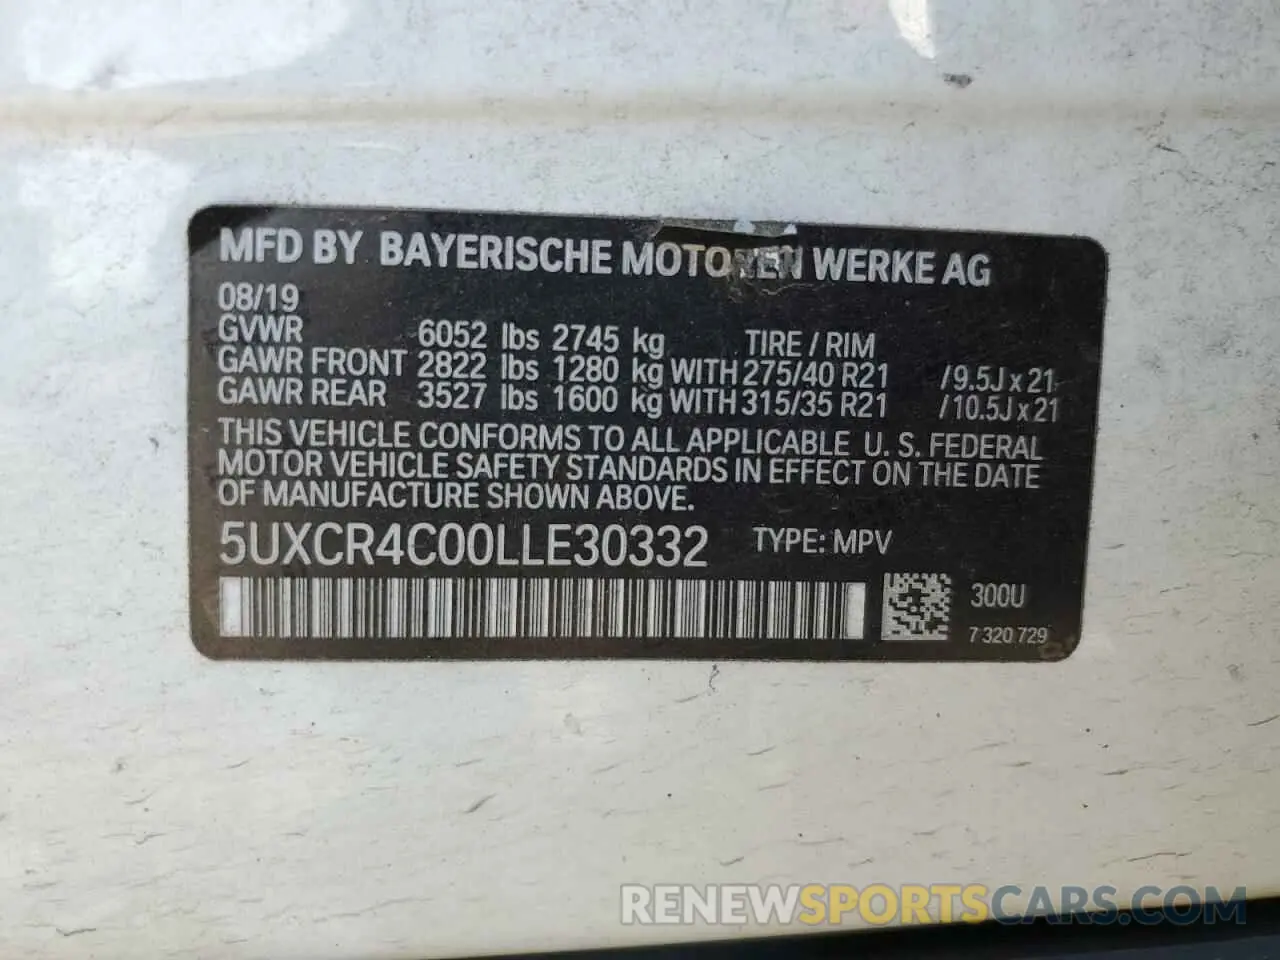 MFD BY BAYERISCHE MOTOREN WERKE AG
08/19
GVWR 6052 lbs 2745 kg TIRE / RIM
GAWR FRONT 2822 lbs 1280 kg WITH 275/40 R21 /9.5J x 21
GAWR REAR 3527 lbs 1600 kg WITH 315/35 R21 /10.5J x 21
THIS VEHICLE CONFORMS TO ALL APPLICABLE U. S. FEDERAL
MOTOR VEHICLE SAFETY STANDARDS IN EFFECT ON THE DATE
OF MANUFACTURE SHOWN ABOVE.
5UXCR4C00LLE30332 TYPE: MPV
300U
7 320 729
RENEWSPORTSCARS.COM